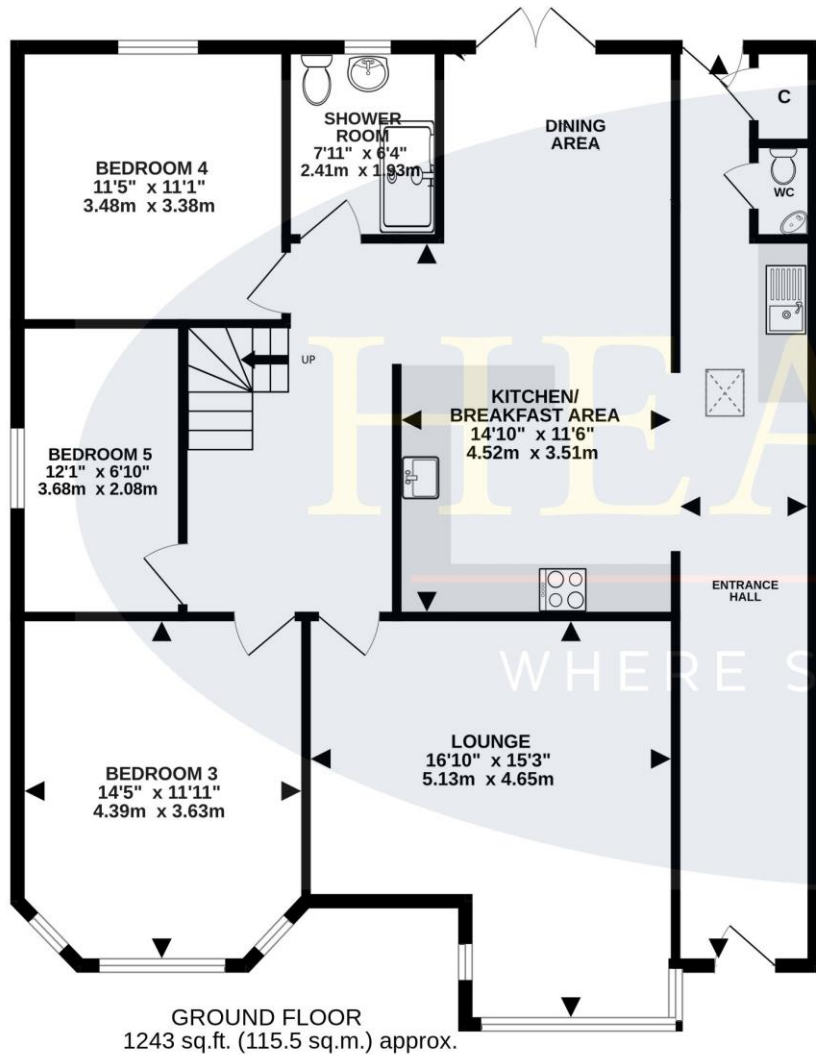 SHOWER
ROOM
7'11" x 6'4"
2.41m x 1.93m
DINING
AREA
C
WC
BEDROOM 4
11'5" x 11'1"
3.48m x 3.38m
UP
KITCHEN/
BREAKFAST AREA
14'10" x 11'6"
4.52m x 3.51m
BEDROOM 5
12'1" x 6'10"
3.68m x 2.08m
HEA
ENTRANCE
HALL
WHERE S
LOUNGE
16'10" x 15'3"
5.13m x 4.65m
BEDROOM 3
14'5" x 11'11"
4.39m x 3.63m
GROUND FLOOR
1243 sq.ft. (115.5 sq.m.) approx.